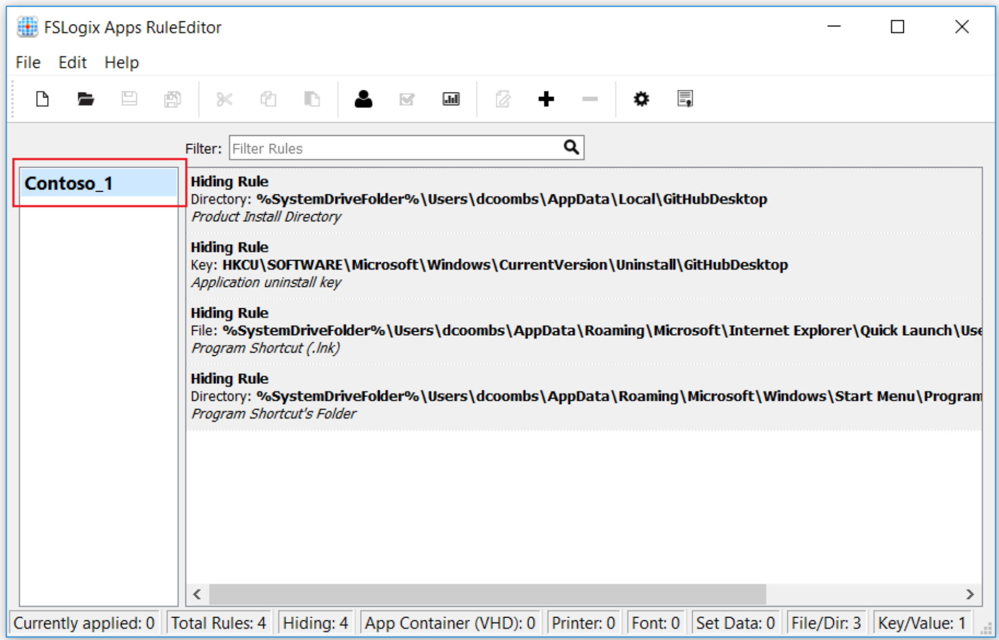 FSLogix Apps RuleEditor
File Edit Help
Filter: Filter Rules
Contoso_1
Hiding Rule
Directory: %SystemDriveFolder%\Users\dcoombs\AppData\Local\GitHubDesktop
Product Install Directory
Hiding Rule
Key: HKCU\SOFTWARE\Microsoft\Windows\CurrentVersion\Uninstall\GitHubDesktop
Application uninstall key
Hiding Rule
File: %SystemDriveFolder%\Users\dcoombs\AppData\Roaming\Microsoft\Internet Explorer\Quick Launch\Use
Program Shortcut (.lnk)
Hiding Rule
Directory: %SystemDriveFolder%\Users\dcoombs\AppData\Roaming\Microsoft\Windows\Start Menu\Program
Program Shortcut's Folder
Currently applied: 0 Total Rules: 4 Hiding: 4 App Container (VHD): 0 Printer: 0 Font: 0 Set Data: 0 File/Dir: 3 Key/Value: 1